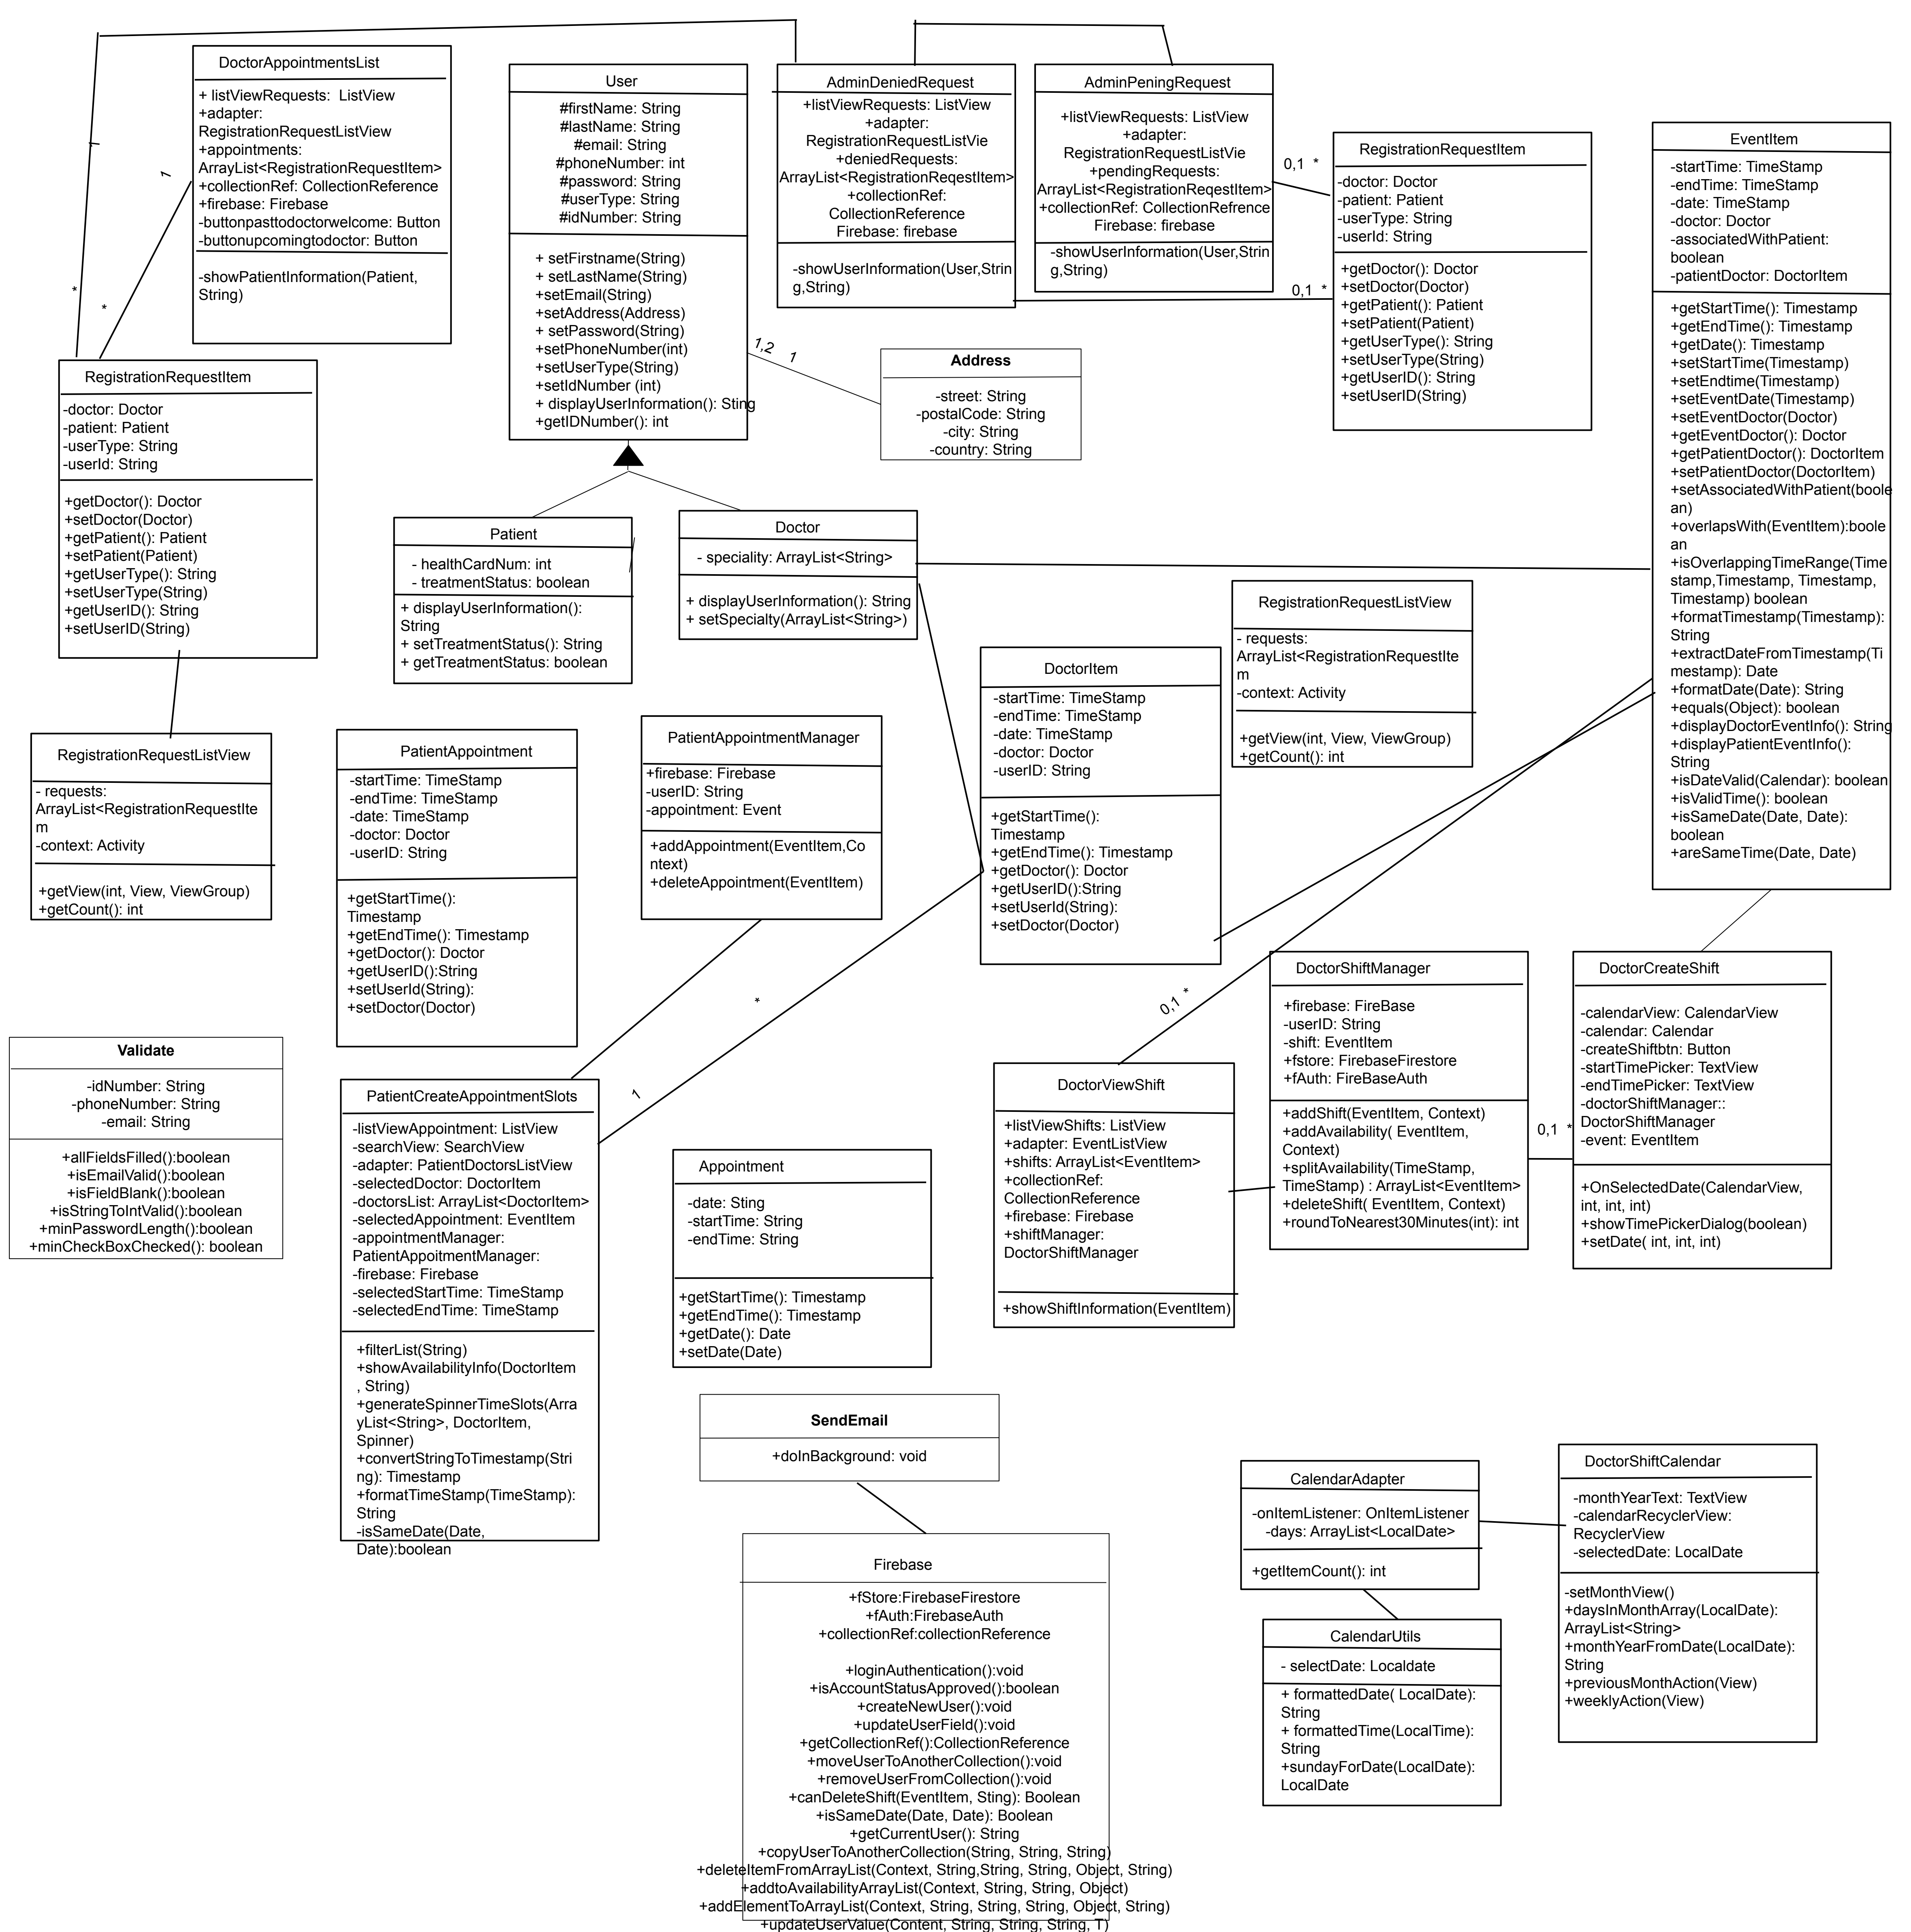 DoctorAppointmentsList
+ listViewRequests: ListView
+adapter:
RegistrationRequestListView
+appointments:
ArrayList<RegistrationRequestItem>
+collectionRef: CollectionReference
+firebase: Firebase
-buttonpasttodoctorwelcome: Button
-buttonupcomingtodoctor: Button
-showPatientInformation(Patient,
String)
1
1
*
*
User
#firstName: String
#lastName: String
#email: String
#phoneNumber: int
#password: String
#userType: String
#idNumber: String
+ setFirstname(String)
+ setLastName(String)
+setEmail(String)
+setAddress(Address)
+ setPassword(String)
+setPhoneNumber(int)
+setUserType(String)
+setIdNumber (int)
+ displayUserInformation(): Sting
+getIDNumber(): int
AdminDeniedRequest
+listViewRequests: ListView
+adapter:
RegistrationRequestListVie
+deniedRequests:
ArrayList<RegistrationReqestItem>
+collectionRef:
CollectionReference
Firebase: firebase
-showUserInformation(User,Strin
g,String)
AdminPeningRequest
+listViewRequests: ListView
+adapter:
RegistrationRequestListVie
+pendingRequests:
ArrayList<RegistrationReqestItem>
+collectionRef: CollectionRefrence
Firebase: firebase
-showUserInformation(User,Strin
g,String)
0,1 *
0,1 *
RegistrationRequestItem
-doctor: Doctor
-patient: Patient
-userType: String
-userId: String
+getDoctor(): Doctor
+setDoctor(Doctor)
+getPatient(): Patient
+setPatient(Patient)
+getUserType(): String
+setUserType(String)
+getUserID(): String
+setUserID(String)
EventItem
-startTime: TimeStamp
-endTime: TimeStamp
-date: TimeStamp
-doctor: Doctor
-associatedWithPatient:
boolean
-patientDoctor: DoctorItem
+getStartTime(): Timestamp
+getEndTime(): Timestamp
+getDate(): Timestamp
+setStartTime(Timestamp)
+setEndtime(Timestamp)
+setEventDate(Timestamp)
+setEventDoctor(Doctor)
+getEventDoctor(): Doctor
+getPatientDoctor(): DoctorItem
+setPatientDoctor(DoctorItem)
+setAssociatedWithPatient(boole
an)
+overlapsWith(EventItem):boole
an
+isOverlappingTimeRange(Time
stamp,Timestamp, Timestamp,
Timestamp) boolean
+formatTimestamp(Timestamp):
String
+extractDateFromTimestamp(Ti
mestamp): Date
+formatDate(Date): String
+equals(Object): boolean
+displayDoctorEventInfo(): String
+displayPatientEventInfo():
String
+isDateValid(Calendar): boolean
+isValidTime(): boolean
+isSameDate(Date, Date):
boolean
+areSameTime(Date, Date)
1,2 1
Address
-street: String
-postalCode: String
-city: String
-country: String
RegistrationRequestItem
-doctor: Doctor
-patient: Patient
-userType: String
-userId: String
+getDoctor(): Doctor
+setDoctor(Doctor)
+getPatient(): Patient
+setPatient(Patient)
+getUserType(): String
+setUserType(String)
+getUserID(): String
+setUserID(String)
Patient
- healthCardNum: int
- treatmentStatus: boolean
+ displayUserInformation():
String
+ setTreatmentStatus(): String
+ getTreatmentStatus: boolean
Doctor
- speciality: ArrayList<String>
+ displayUserInformation(): String
+ setSpecialty(ArrayList<String>)
RegistrationRequestListView
- requests:
ArrayList<RegistrationRequestIte
m
-context: Activity
+getView(int, View, ViewGroup)
+getCount(): int
DoctorItem
-startTime: TimeStamp
-endTime: TimeStamp
-date: TimeStamp
-doctor: Doctor
-userID: String
+getStartTime():
Timestamp
+getEndTime(): Timestamp
+getDoctor(): Doctor
+getUserID():String
+setUserId(String):
+setDoctor(Doctor)
RegistrationRequestListView
- requests:
ArrayList<RegistrationRequestIte
m
-context: Activity
+getView(int, View, ViewGroup)
+getCount(): int
PatientAppointment
-startTime: TimeStamp
-endTime: TimeStamp
-date: TimeStamp
-doctor: Doctor
-userID: String
+getStartTime():
Timestamp
+getEndTime(): Timestamp
+getDoctor(): Doctor
+getUserID():String
+setUserId(String):
+setDoctor(Doctor)
PatientAppointmentManager
+firebase: Firebase
-userID: String
-appointment: Event
+addAppointment(EventItem,Co
ntext)
+deleteAppointment(EventItem)
*
1
0,1 *
DoctorShiftManager
+firebase: FireBase
-userID: String
-shift: EventItem
+fstore: FirebaseFirestore
+fAuth: FireBaseAuth
+addShift(EventItem, Context)
+addAvailability( EventItem,
Context)
+splitAvailability(TimeStamp,
TimeStamp) : ArrayList<EventItem>
+deleteShift( EventItem, Context)
+roundToNearest30Minutes(int): int
0,1 *
DoctorCreateShift
-calendarView: CalendarView
-calendar: Calendar
-createShiftbtn: Button
-startTimePicker: TextView
-endTimePicker: TextView
-doctorShiftManager::
DoctorShiftManager
-event: EventItem
+OnSelectedDate(CalendarView,
int, int, int)
+showTimePickerDialog(boolean)
+setDate( int, int, int)
Validate
-idNumber: String
-phoneNumber: String
-email: String
+allFieldsFilled():boolean
+isEmailValid():boolean
+isFieldBlank():boolean
+isStringToIntValid():boolean
+minPasswordLength():boolean
+minCheckBoxChecked(): boolean
PatientCreateAppointmentSlots
-listViewAppointment: ListView
-searchView: SearchView
-adapter: PatientDoctorsListView
-selectedDoctor: DoctorItem
-doctorsList: ArrayList<DoctorItem>
-selectedAppointment: EventItem
-appointmentManager:
PatientAppoitmentManager:
-firebase: Firebase
-selectedStartTime: TimeStamp
-selectedEndTime: TimeStamp
+filterList(String)
+showAvailabilityInfo(DoctorItem
, String)
+generateSpinnerTimeSlots(Arra
yList<String>, DoctorItem,
Spinner)
+convertStringToTimestamp(Stri
ng): Timestamp
+formatTimeStamp(TimeStamp):
String
-isSameDate(Date,
Date):boolean
DoctorViewShift
+listViewShifts: ListView
+adapter: EventListView
+shifts: ArrayList<EventItem>
+collectionRef:
CollectionReference
+firebase: Firebase
+shiftManager:
DoctorShiftManager
+showShiftInformation(EventItem)
Appointment
-date: Sting
-startTime: String
-endTime: String
+getStartTime(): Timestamp
+getEndTime(): Timestamp
+getDate(): Date
+setDate(Date)
SendEmail
+doInBackground: void
Firebase
+fStore:FirebaseFirestore
+fAuth:FirebaseAuth
+collectionRef:collectionReference
+loginAuthentication():void
+isAccountStatusApproved():boolean
+createNewUser():void
+updateUserField():void
+getCollectionRef():CollectionReference
+moveUserToAnotherCollection():void
+removeUserFromCollection():void
+canDeleteShift(EventItem, Sting): Boolean
+isSameDate(Date, Date): Boolean
+getCurrentUser(): String
+copyUserToAnotherCollection(String, String, String)
+deleteItemFromArrayList(Context, String,String, String, Object, String)
+addtoAvailabilityArrayList(Context, String, String, Object)
+addElementToArrayList(Context, String, String, String, Object, String)
+updateUserValue(Content, String, String, String, T)
CalendarAdapter
-onItemListener: OnItemListener
-days: ArrayList<LocalDate>
+getItemCount(): int
CalendarUtils
- selectDate: Localdate
+ formattedDate( LocalDate):
String
+ formattedTime(LocalTime):
String
+sundayForDate(LocalDate):
LocalDate
DoctorShiftCalendar
-monthYearText: TextView
-calendarRecyclerView:
RecyclerView
-selectedDate: LocalDate
-setMonthView()
+daysInMonthArray(LocalDate):
ArrayList<String>
+monthYearFromDate(LocalDate):
String
+previousMonthAction(View)
+weeklyAction(View)